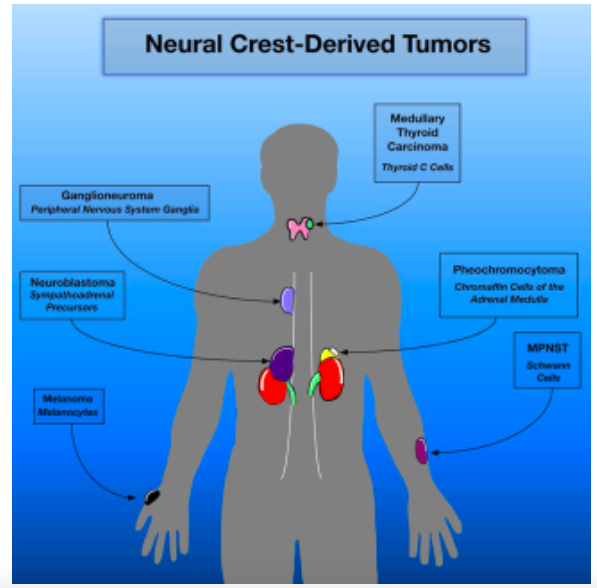 Neural Crest-Derived Tumors
Medullary
Thyroid
Carcinoma
Thyroid C Cells
Ganglioneuroma
Peripheral Nervous System Ganglia
Neuroblastoma
Sympathoadrenal
Precursors
Pheochromocytoma
Chromaffin Cells of the
Adrenal Medulla
MPNST
Schwann
Cells
Melanoma
Melanocytes